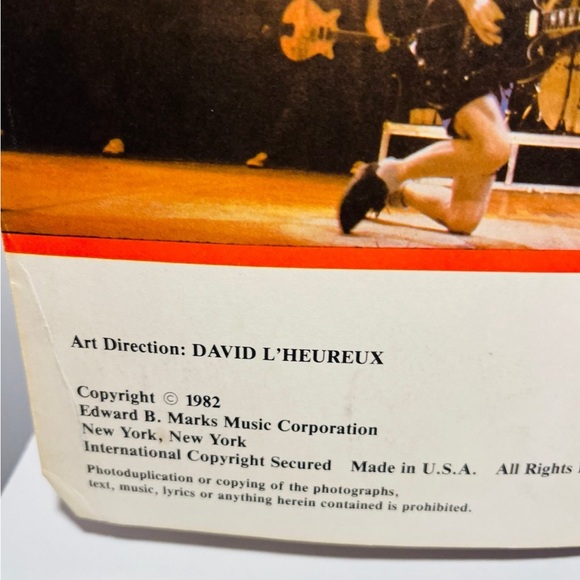 Art Direction: DAVID L'HEUREUX
Copyright © 1982
Edward B. Marks Music Corporation
New York, New York
International Copyright Secured Made in U.S.A. All Rights
Photoduplication or copying of the photographs,
text, music, lyrics or anything herein contained is prohibited.